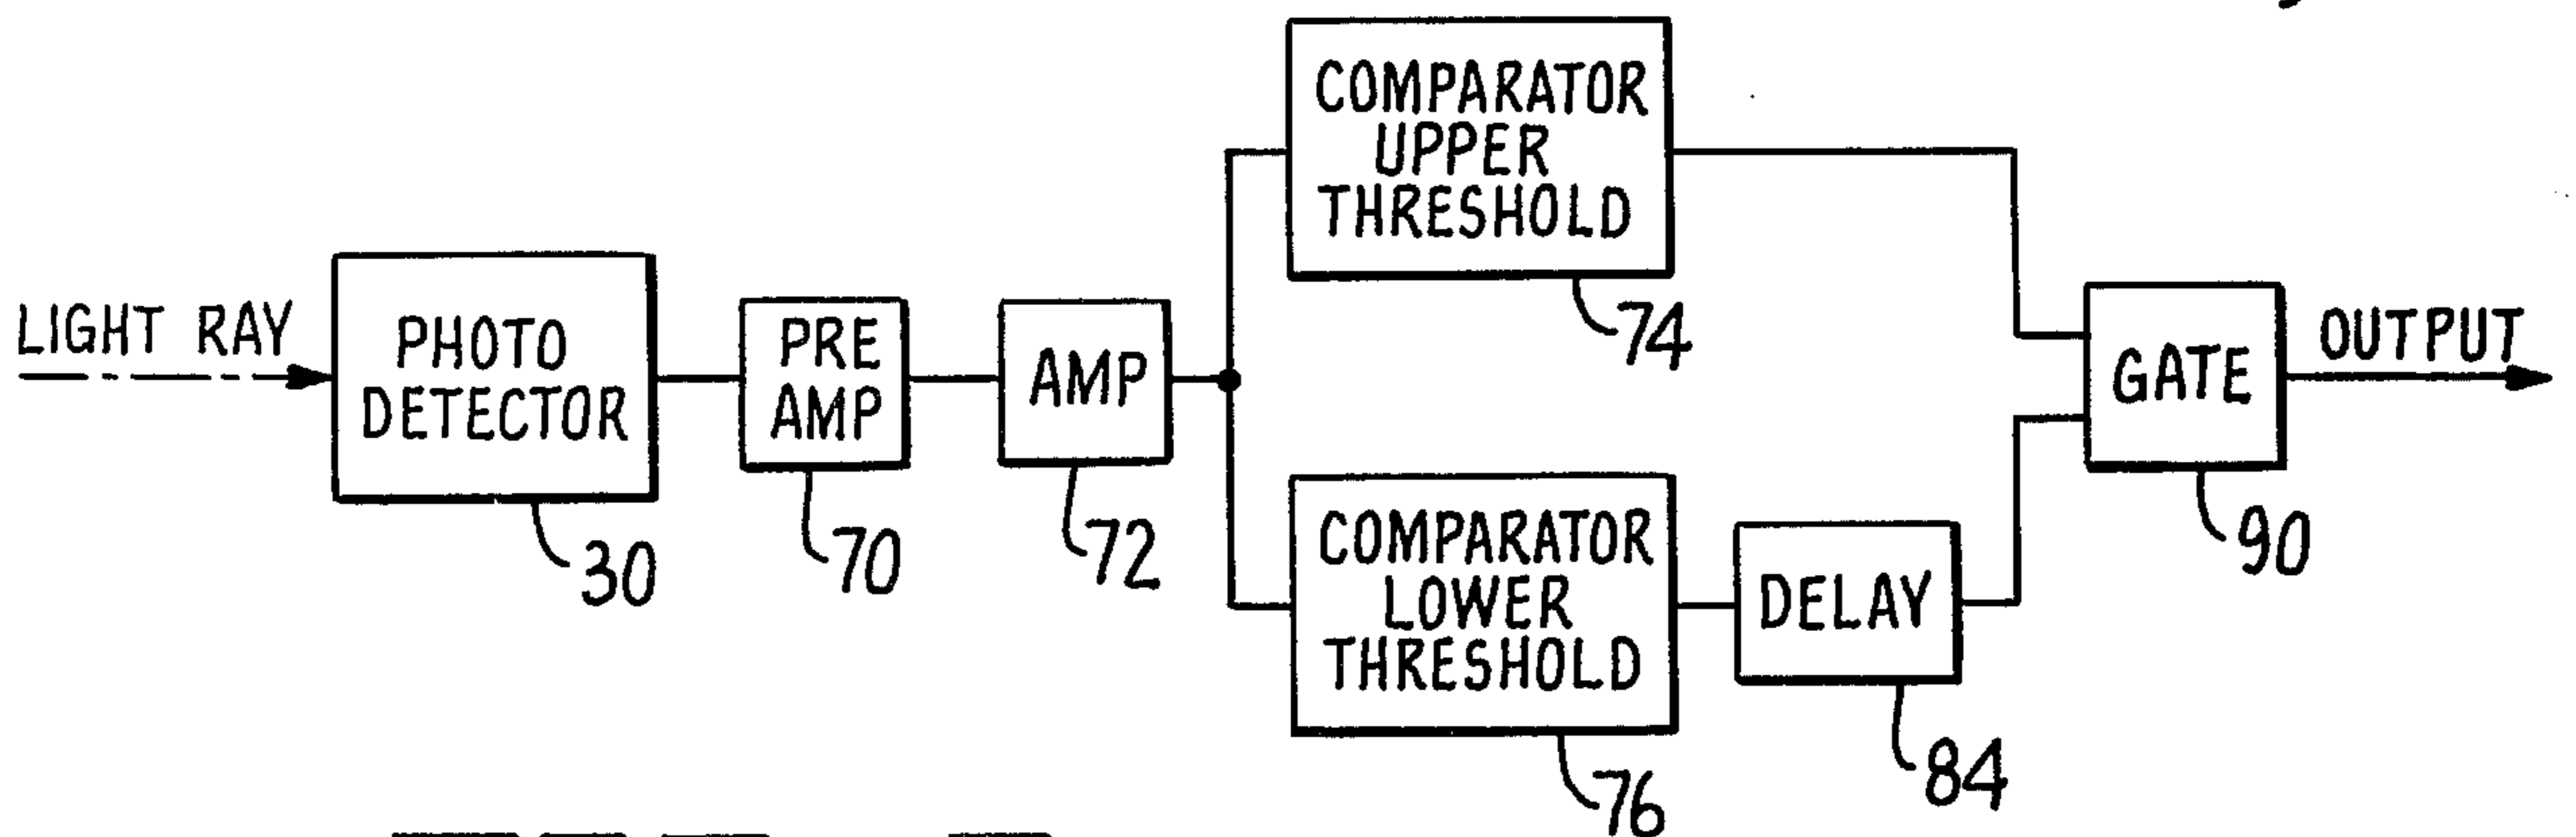 LIGHT RAY
PHOTO
DETECTOR
30
PRE
AMP
70
AMP
72
COMPARATOR
UPPER
THRESHOLD
74
COMPARATOR
LOWER
THRESHOLD
76
DELAY
84
GATE
90
OUTPUT